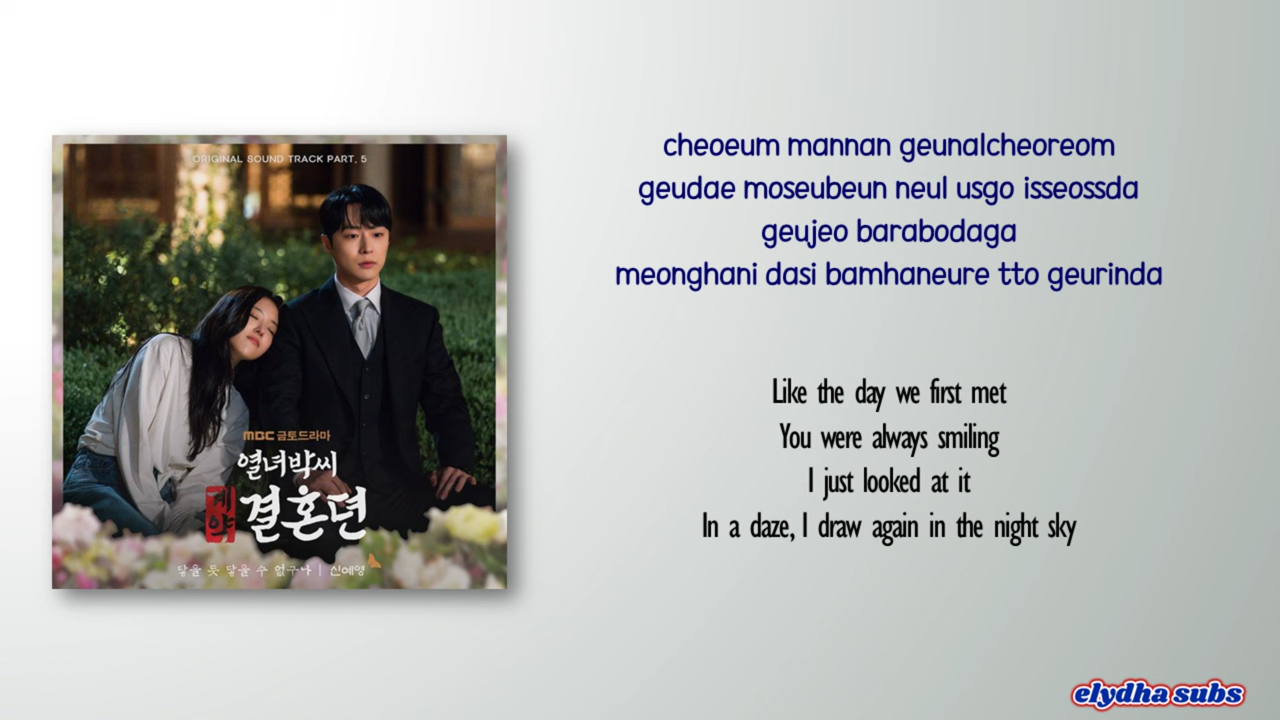 ORIGINAL SOUND TRACK PART. 5
MBC 금토드라마
열녀박씨
계약
결혼뎐
닿을 듯 닿을 수 없구나 | 신예영
cheoeum mannan geunalcheoreom
geudae moseubeun neul usgo isseossda
geujeo barabodaga
meonghani dasi bamhaneure tto geurinda
Like the day we first met
You were always smiling
I just looked at it
In a daze, I draw again in the night sky
elydha subs